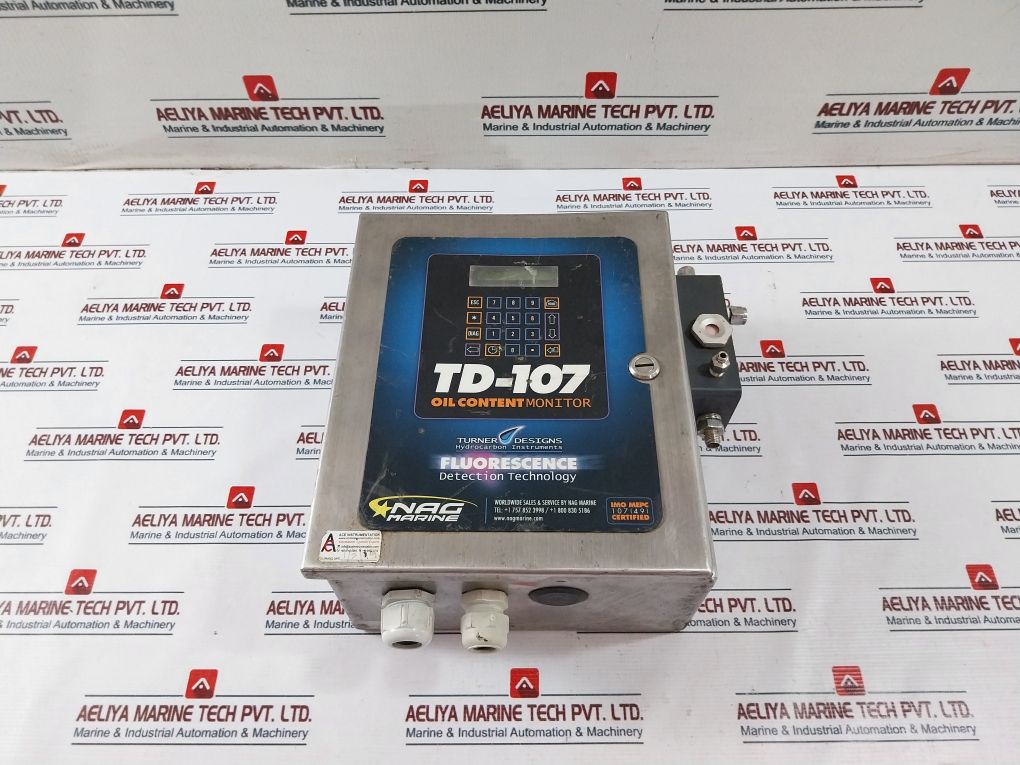 AELIYA MARINE TECH PVT. LTD.
Marine & Industrial Automation & Machinery
ESC 7 8 9
* 4 5 6
DIAG 1 2 3
0 •
TD-107
OIL CONTENT MONITOR
TURNER DESIGNS
Hydrocarbon Instruments
FLUORESCENCE
Detection Technology
NAG
MARINE
WORLDWIDE SALES & SERVICE BY NAG MARINE
TEL: +1 757 852 3998 / +1 800 830 5186
www.nagmarine.com
IMO MEPC
107(49)
CERTIFIED
ACE INSTRUMENTATION